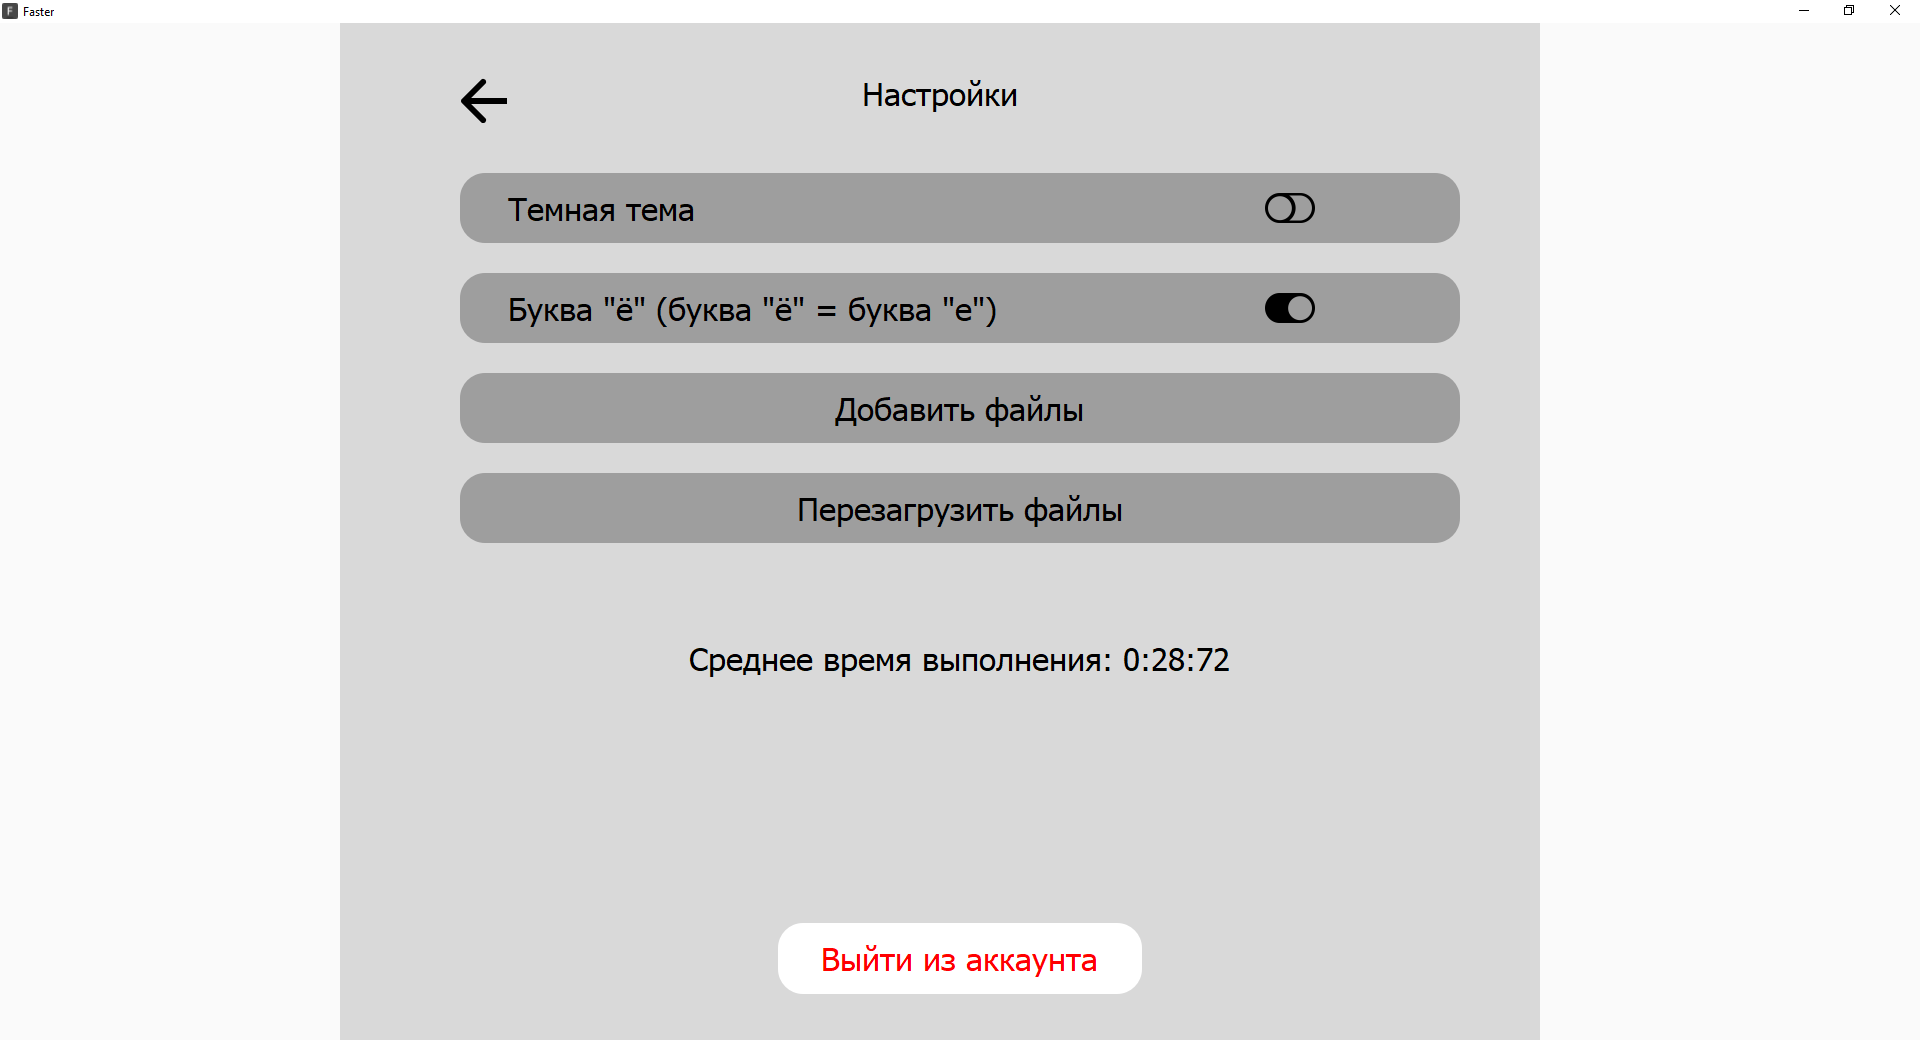 Faster
Настройки
Темная тема
Буква "ё" (буква "ё" = буква "е")
Добавить файлы
Перезагрузить файлы
Среднее время выполнения: 0:28:72
Выйти из аккаунта